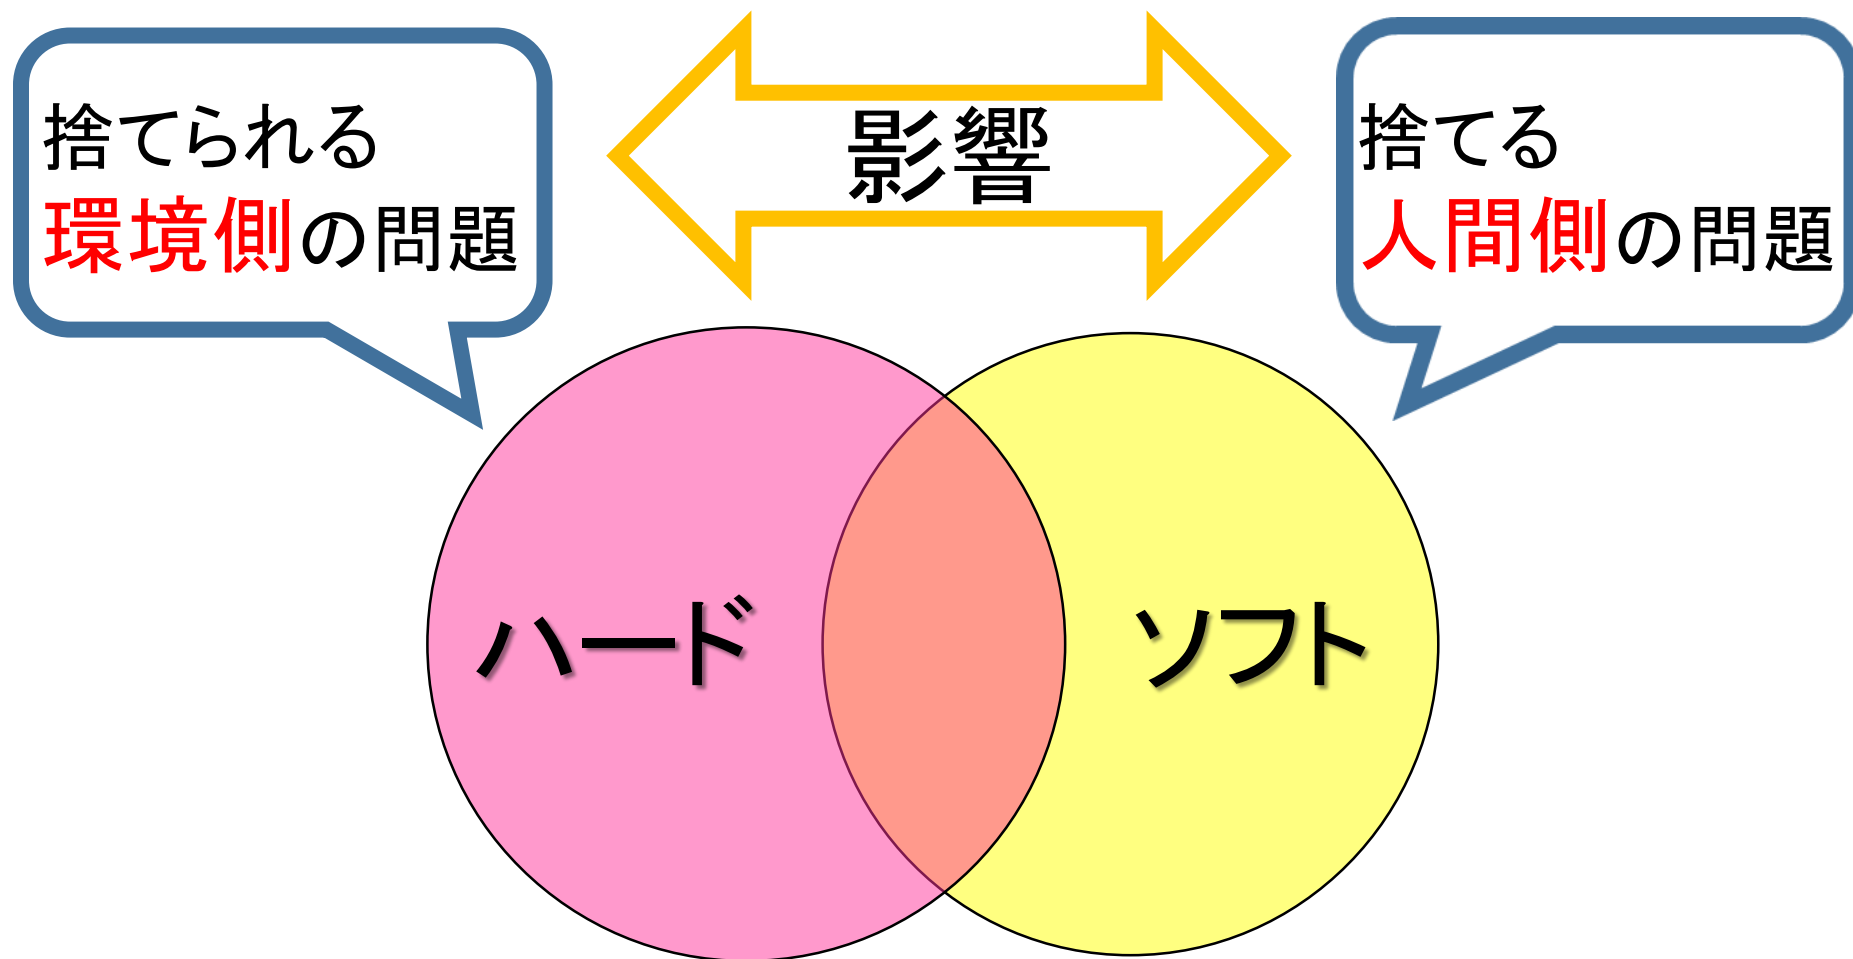 捨てられる
環境側の問題
影響
捨てる
人間側の問題
ハード
ソフト